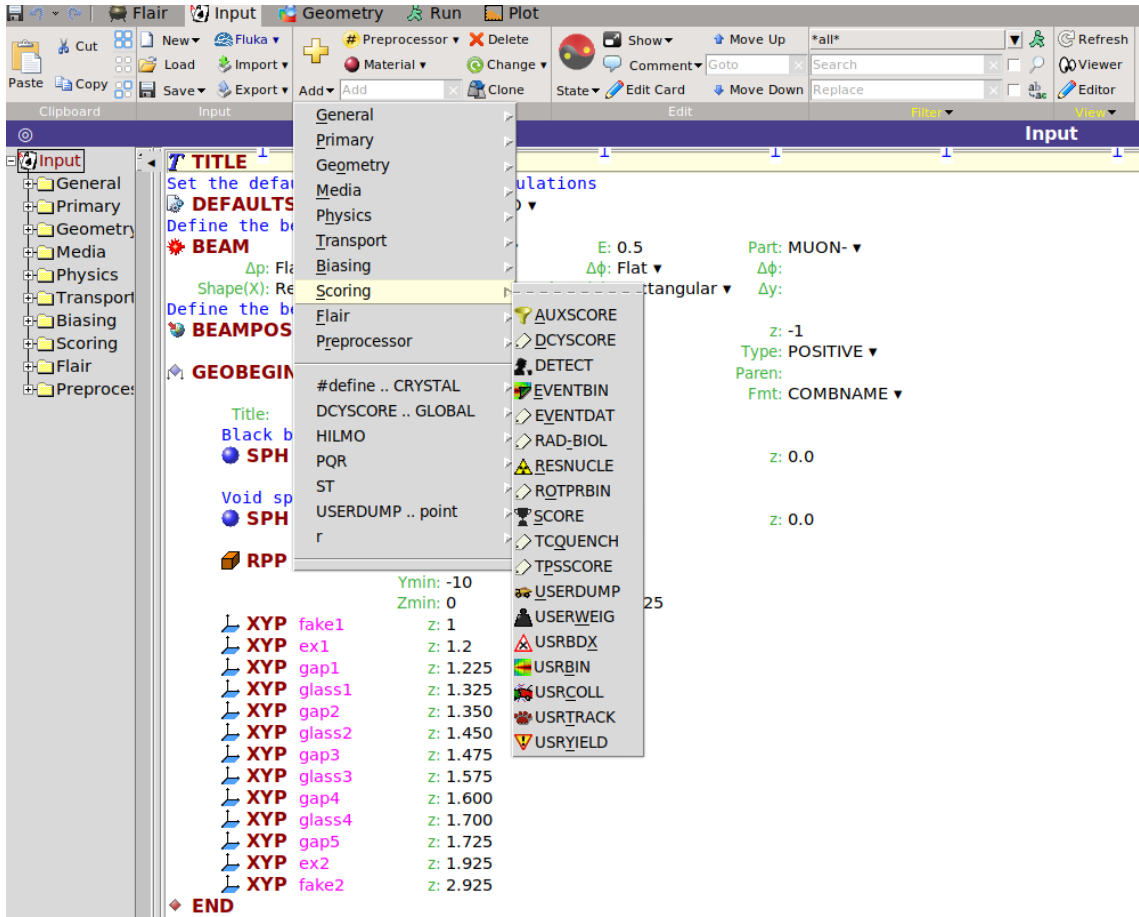 Flair Input Geometry Run Plot
Cut New Fluka # Preprocessor Delete Show Move Up *all* Refresh
Load Import Material Change Comment Goto Search Viewer
Paste Copy Save Export Add Add Clone State Edit Card Move Down Replace ab ac Editor
Clipboard Input Edit Filter View
Input
Input
General
Primary
Geometry
Media
Physics
Transport
Biasing
Scoring
Flair
Preproces
General
Primary
Geometry
Media
Physics
Transport
Biasing
Scoring
Flair
Preprocessor
#define .. CRYSTAL
DCYSCORE .. GLOBAL
HILMO
PQR
ST
USERDUMP .. point
r
AUXSCORE
DCYSCORE
DETECT
EVENTBIN
EVENTDAT
RAD-BIOL
RESNUCLE
ROTPRBIN
SCORE
TCQUENCH
TPSSCORE
USERDUMP
USERWEIG
USRBDX
USRBIN
USRCOLL
USRTRACK
USRYIELD
TITLE
Set the defau ulations
DEFAULTS
Define the be
BEAM E: 0.5 Part: MUON-
Δp: Fla Δϕ: Flat Δϕ:
Shape(X): Re ctangular Δy:
Define the be
BEAMPOS z: -1
Type: POSITIVE
GEOBEGIN Paren:
Fmt: COMBNAME
Title:
Black b
SPH z: 0.0
Void sp
SPH z: 0.0
RPP
Ymin: -10
Zmin: 0 25
XYP fake1 z: 1
XYP ex1 z: 1.2
XYP gap1 z: 1.225
XYP glass1 z: 1.325
XYP gap2 z: 1.350
XYP glass2 z: 1.450
XYP gap3 z: 1.475
XYP glass3 z: 1.575
XYP gap4 z: 1.600
XYP glass4 z: 1.700
XYP gap5 z: 1.725
XYP ex2 z: 1.925
XYP fake2 z: 2.925
END